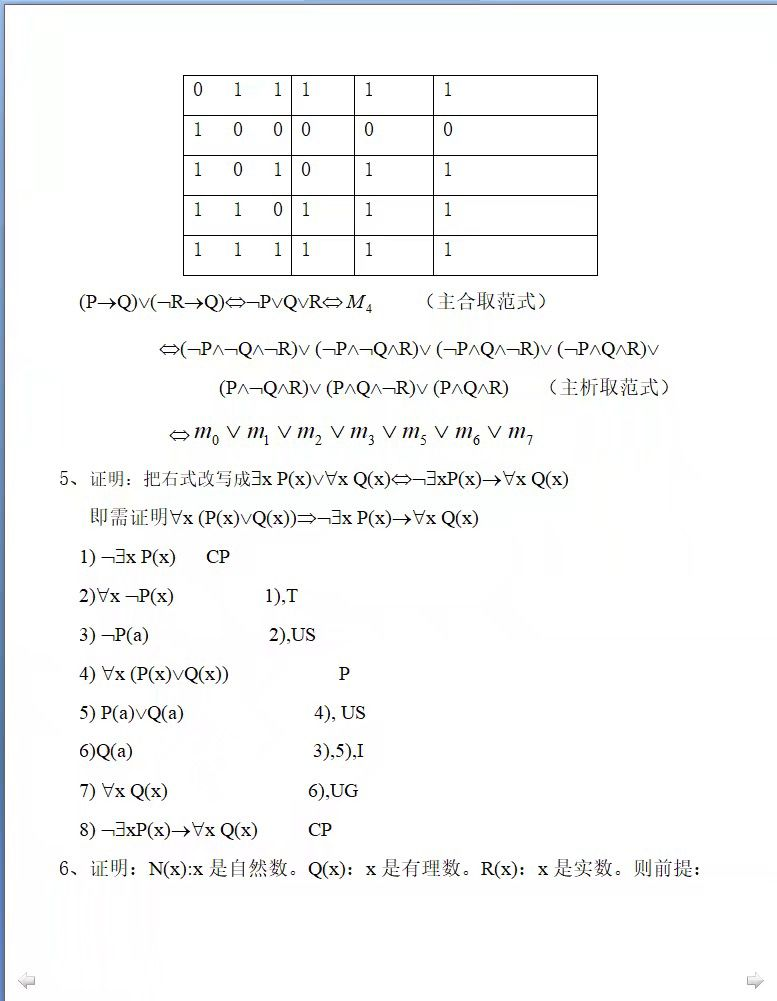 0 1 1 1 1 1
1 0 0 0 0 0
1 0 1 0 1 1
1 1 0 1 1 1
1 1 1 1 1 1
(P→Q)∨(¬R→Q)⇔¬P∨Q∨R⇔M₄ （主合取范式）
⇔(¬P∧¬Q∧¬R)∨ (¬P∧¬Q∧R)∨ (¬P∧Q∧¬R)∨ (¬P∧Q∧R)∨
(P∧¬Q∧R)∨ (P∧Q∧¬R)∨ (P∧Q∧R) （主析取范式）
⇔m₀∨m₁∨m₂∨m₃∨m₅∨m₆∨m₇
5、证明：把右式改写成∃x P(x)∨∀x Q(x)⇔¬∃xP(x)→∀x Q(x)
即需证明∀x (P(x)∨Q(x))⇒¬∃x P(x)→∀x Q(x)
1) ¬∃x P(x) CP
2)∀x ¬P(x) 1),T
3) ¬P(a) 2),US
4) ∀x (P(x)∨Q(x)) P
5) P(a)∨Q(a) 4), US
6)Q(a) 3),5),I
7) ∀x Q(x) 6),UG
8) ¬∃xP(x)→∀x Q(x) CP
6、证明：N(x):x 是自然数。Q(x)：x 是有理数。R(x)：x 是实数。则前提：